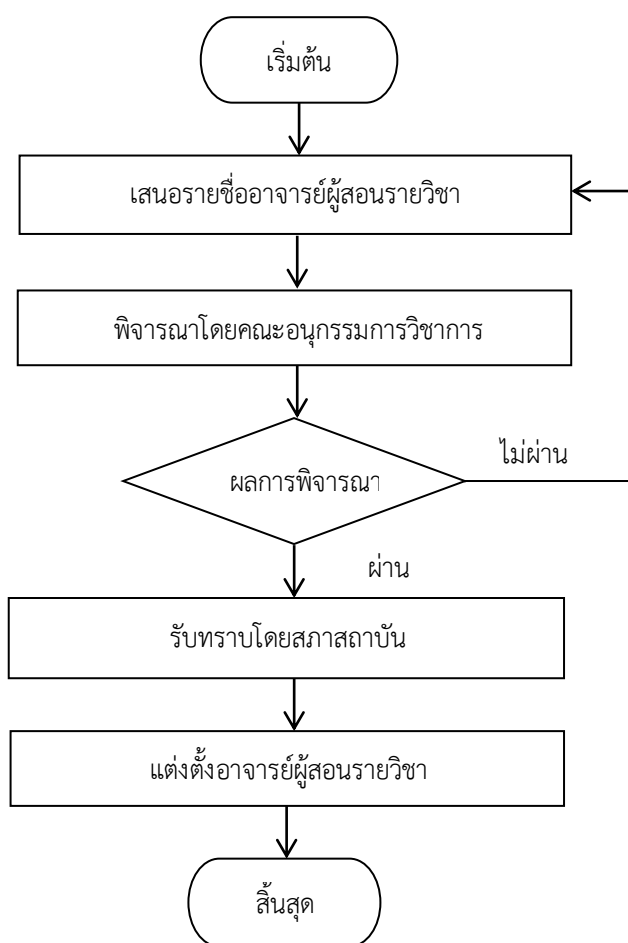 เริ่มต้น
เสนอรายชื่ออาจารย์ผู้สอนรายวิชา
พิจารณาโดยคณะอนุกรรมการวิชาการ
ผลการพิจารณา
ไม่ผ่าน
ผ่าน
รับทราบโดยสภาสถาบัน
แต่งตั้งอาจารย์ผู้สอนรายวิชา
สิ้นสุด